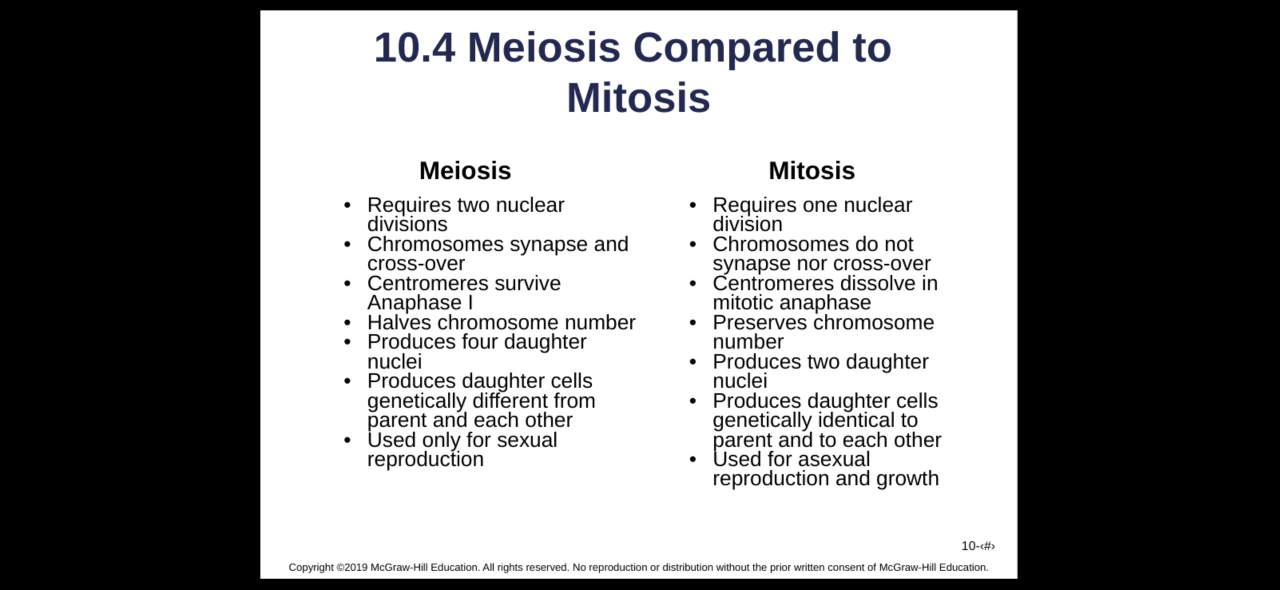 10.4 Meiosis Compared to
Mitosis
Meiosis
• Requires two nuclear
divisions
• Chromosomes synapse and
cross-over
• Centromeres survive
Anaphase I
• Halves chromosome number
• Produces four daughter
nuclei
• Produces daughter cells
genetically different from
parent and each other
• Used only for sexual
reproduction
Mitosis
• Requires one nuclear
division
• Chromosomes do not
synapse nor cross-over
• Centromeres dissolve in
mitotic anaphase
• Preserves chromosome
number
• Produces two daughter
nuclei
• Produces daughter cells
genetically identical to
parent and to each other
• Used for asexual
reproduction and growth
10-‹#›
Copyright ©2019 McGraw-Hill Education. All rights reserved. No reproduction or distribution without the prior written consent of McGraw-Hill Education.